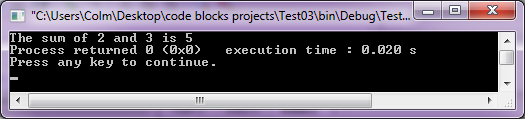 "C:\Users\Colm\Desktop\code blocks projects\Test03\bin\Debug\Test...
The sum of 2 and 3 is 5
Process returned 0 (0x0)   execution time : 0.020 s
Press any key to continue.